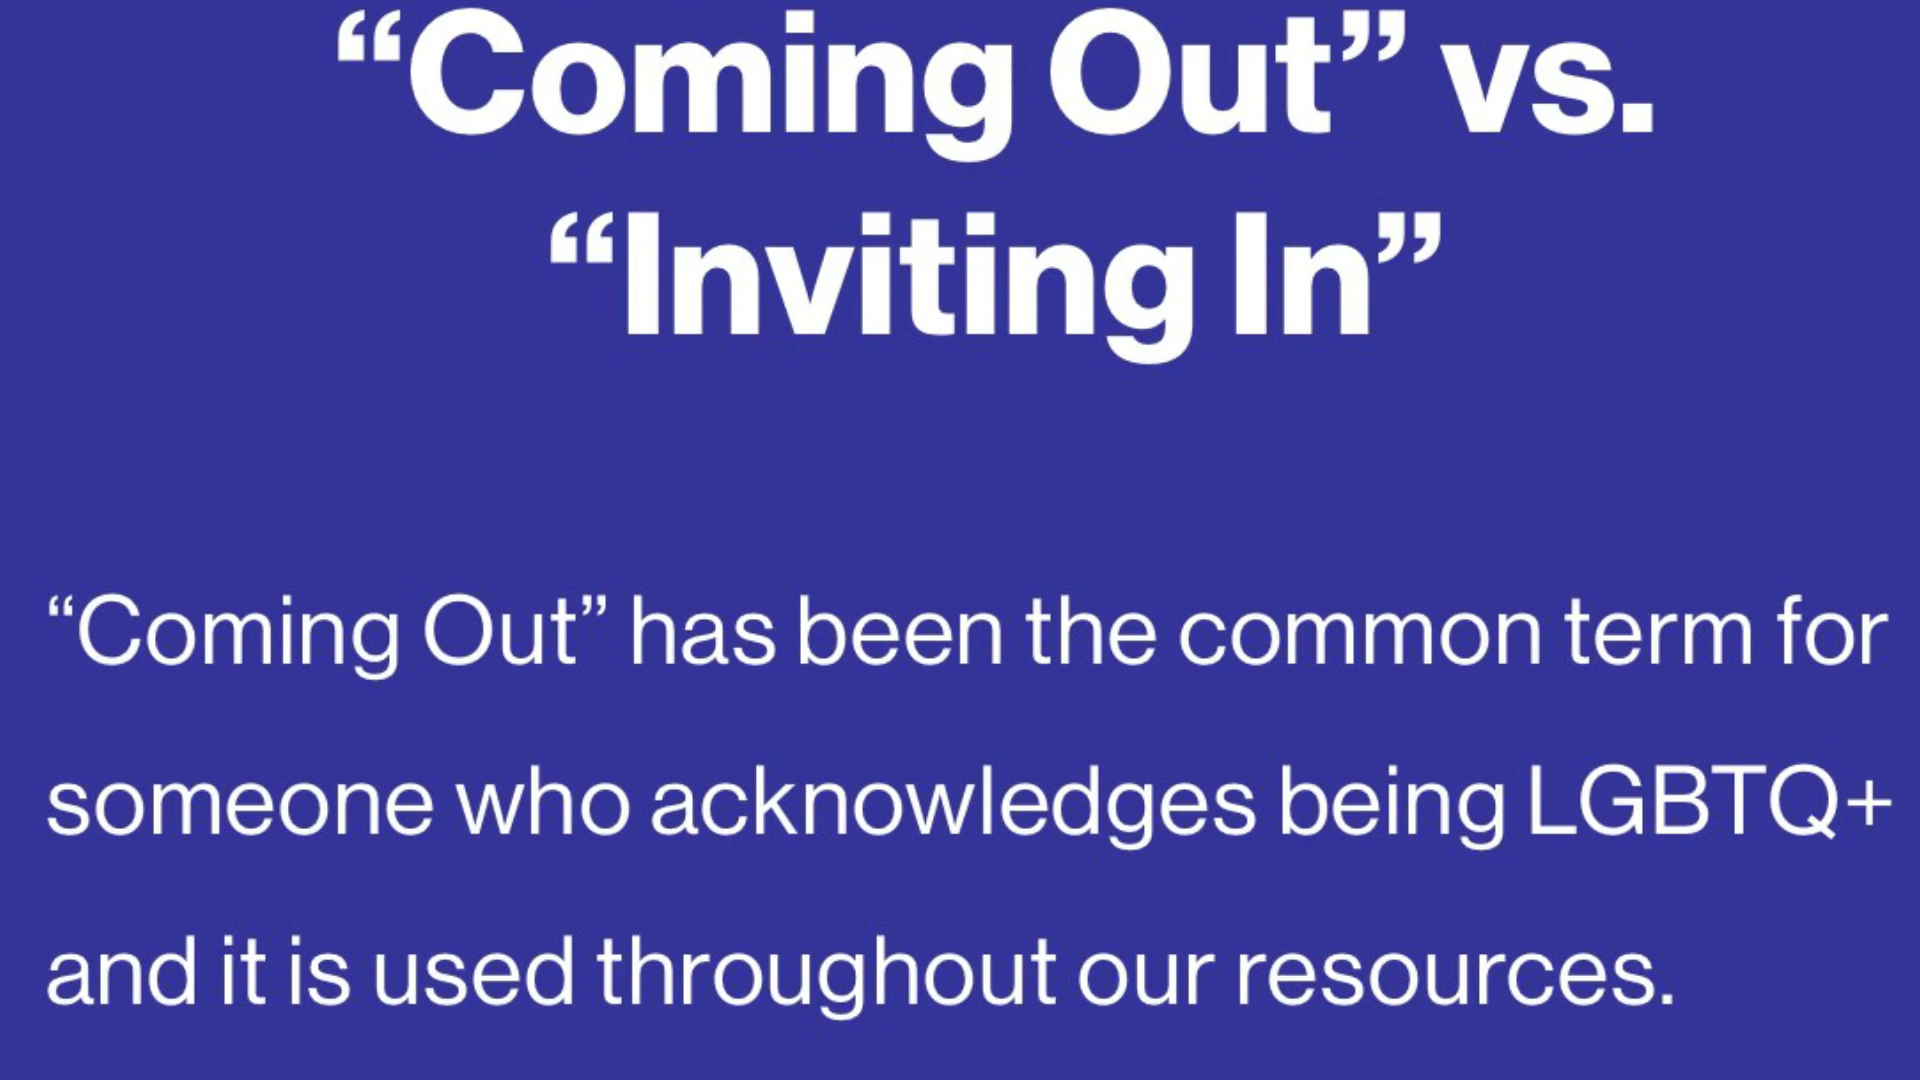 “Coming Out” vs.
“Inviting In”
“Coming Out” has been the common term for
someone who acknowledges being LGBTQ+
and it is used throughout our resources.